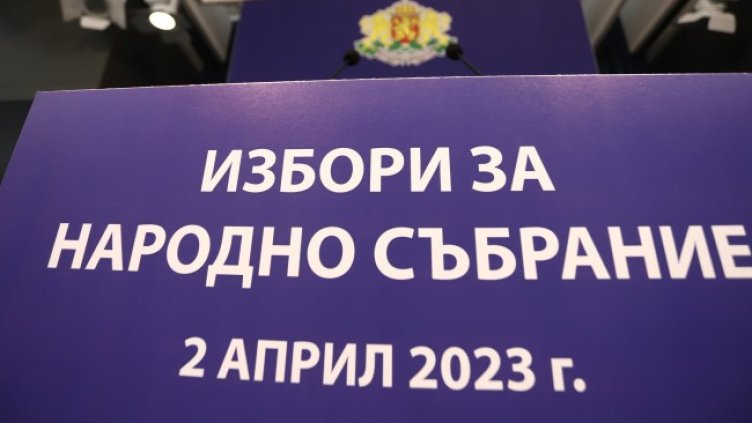 ИЗБОРИ ЗА
НАРОДНО СЪБРАНИЕ
2 АПРИЛ 2023 г.